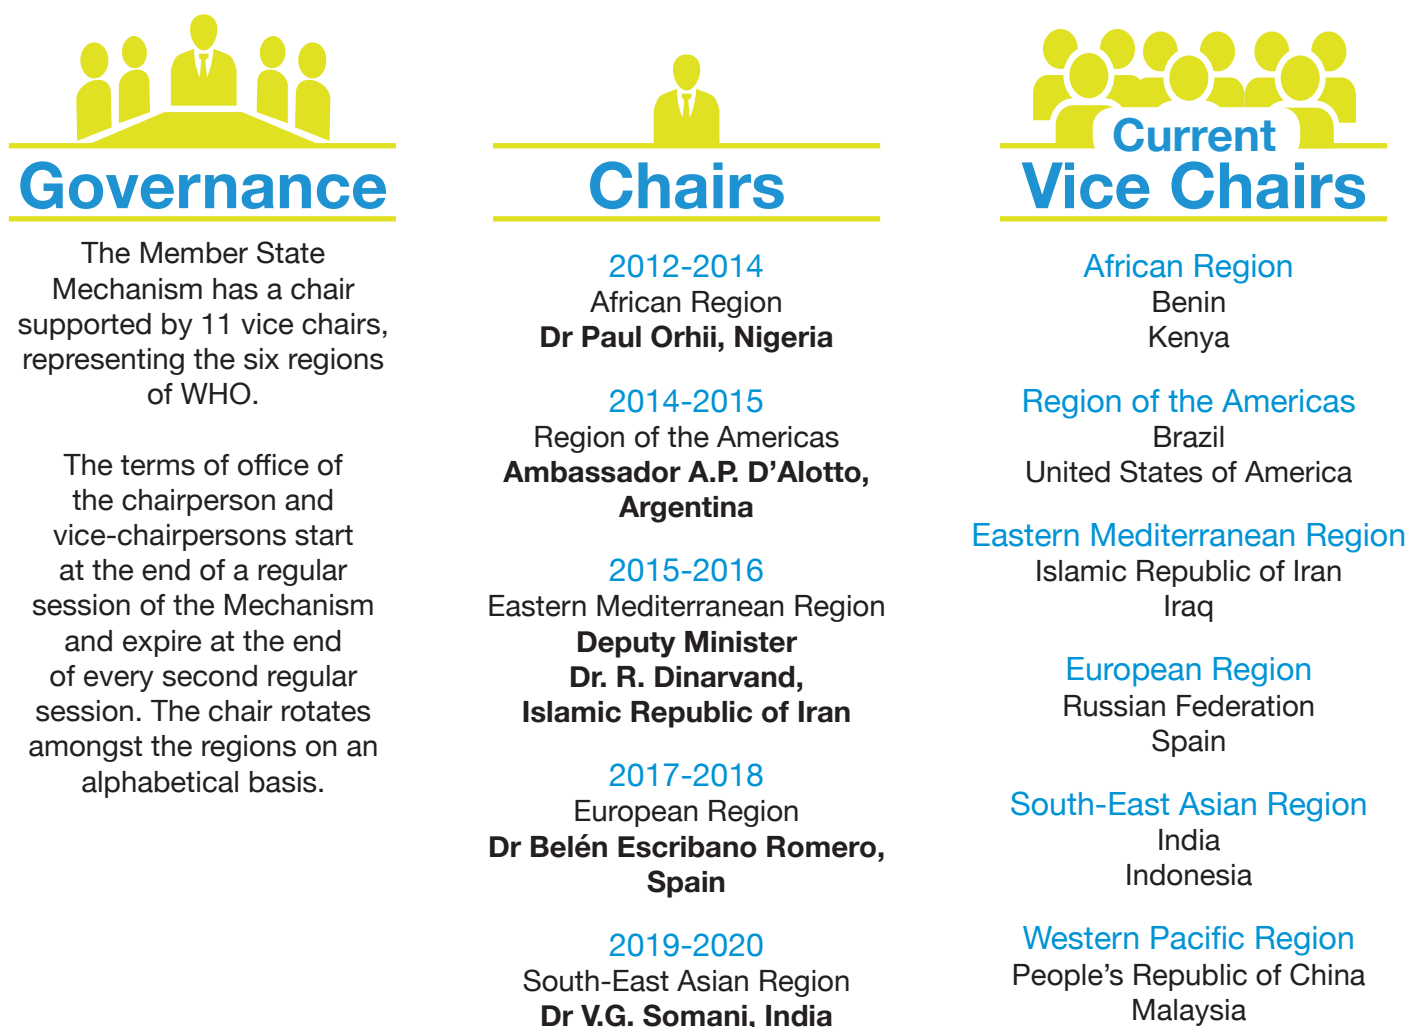 Governance
The Member State
Mechanism has a chair
supported by 11 vice chairs,
representing the six regions
of WHO.
The terms of office of
the chairperson and
vice-chairpersons start
at the end of a regular
session of the Mechanism
and expire at the end
of every second regular
session. The chair rotates
amongst the regions on an
alphabetical basis.
Chairs
2012-2014
African Region
Dr Paul Orhii, Nigeria
2014-2015
Region of the Americas
Ambassador A.P. D’Alotto,
Argentina
2015-2016
Eastern Mediterranean Region
Deputy Minister
Dr. R. Dinarvand,
Islamic Republic of Iran
2017-2018
European Region
Dr Belén Escribano Romero,
Spain
2019-2020
South-East Asian Region
Dr V.G. Somani, India
Current
Vice Chairs
African Region
Benin
Kenya
Region of the Americas
Brazil
United States of America
Eastern Mediterranean Region
Islamic Republic of Iran
Iraq
European Region
Russian Federation
Spain
South-East Asian Region
India
Indonesia
Western Pacific Region
People’s Republic of China
Malaysia